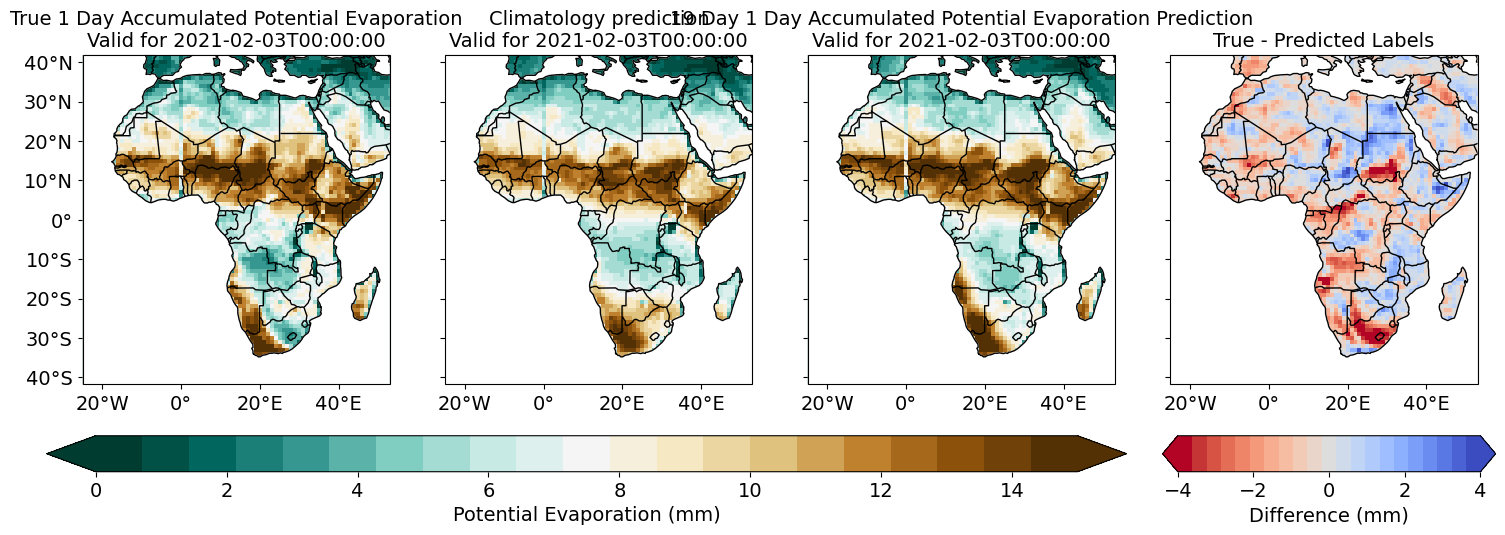 True 1 Day Accumulated Potential Evaporation
Valid for 2021-02-03T00:00:00
Climatology prediction
Valid for 2021-02-03T00:00:00
19 Day 1 Day Accumulated Potential Evaporation Prediction
Valid for 2021-02-03T00:00:00
True - Predicted Labels
40°N
30°N
20°N
10°N
0°
10°S
20°S
30°S
40°S
20°W 0° 20°E 40°E
20°W 0° 20°E 40°E
20°W 0° 20°E 40°E
20°W 0° 20°E 40°E
0 2 4 6 8 10 12 14
Potential Evaporation (mm)
−4 −2 0 2 4
Difference (mm)